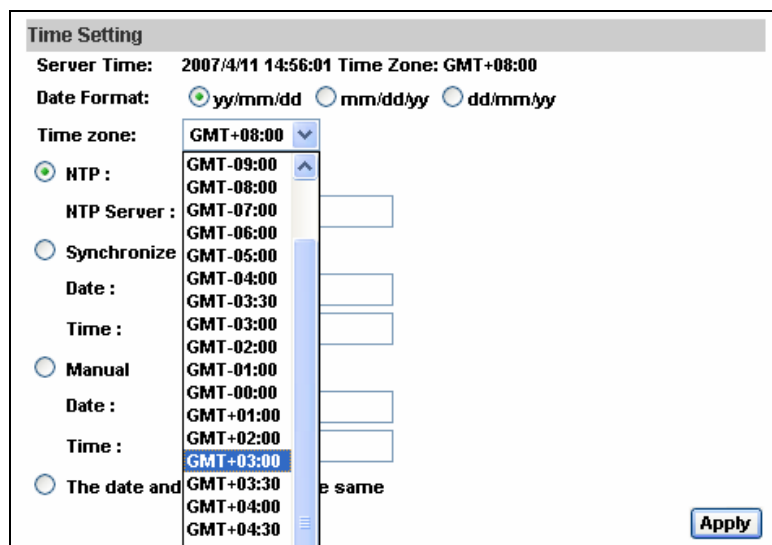 Time Setting
Server Time: 2007/4/11 14:56:01 Time Zone: GMT+08:00
Date Format: yy/mm/dd mm/dd/yy dd/mm/yy
Time zone: GMT+08:00
GMT-09:00
NTP :
GMT-08:00
NTP Server : GMT-07:00
GMT-06:00
Synchronize GMT-05:00
GMT-04:00
Date :
GMT-03:30
Time : GMT-03:00
GMT-02:00
Manual GMT-01:00
GMT-00:00
Date : GMT+01:00
GMT+02:00
Time :
GMT+03:00
The date and GMT+03:30 e same
GMT+04:00
GMT+04:30
Apply